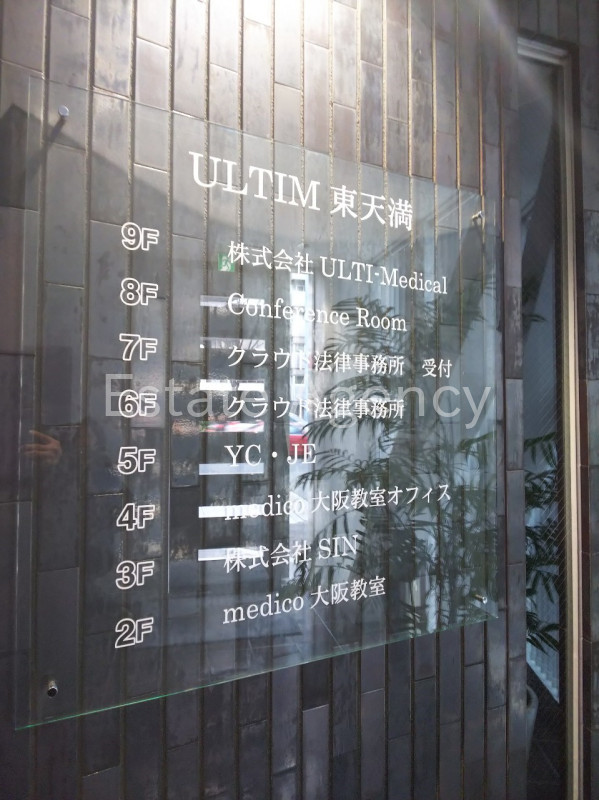 ULTIM 東天満
9F 株式会社 ULTI-Medical
8F Conference Room
7F クラウド法律事務所 受付
6F クラウド法律事務所
5F YC・JE
4F medico 大阪教室オフィス
3F 株式会社 SIN
2F medico 大阪教室
Estate Agency